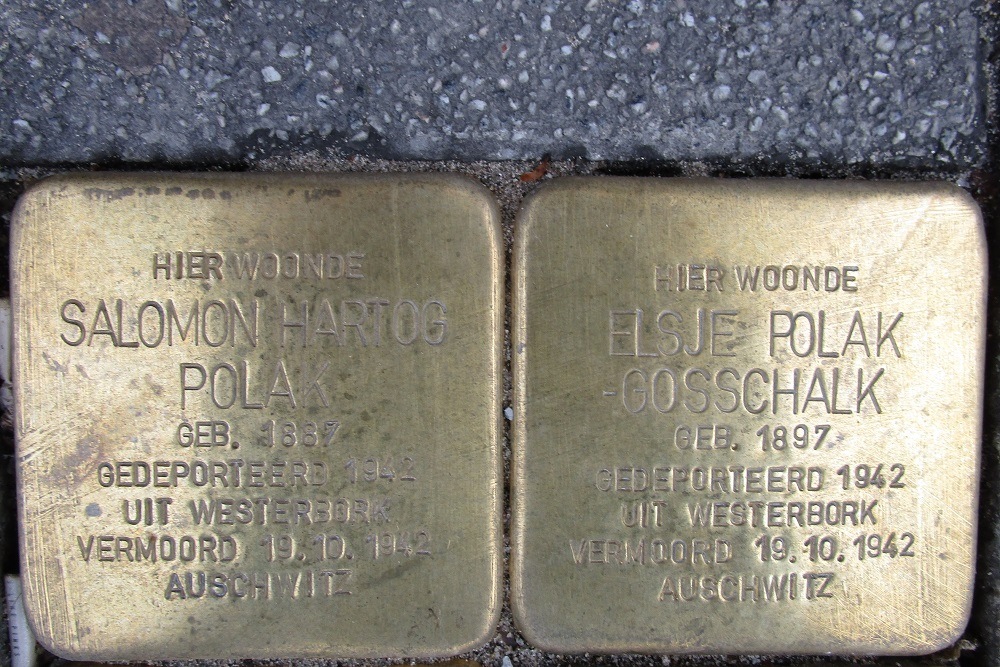 HIER WOONDE
SALOMON HARTOG
POLAK
GEB. 1887
GEDEPORTEERD 1942
UIT WESTERBORK
VERMOORD 19.10.1942
AUSCHWITZ
HIER WOONDE
ELSJE POLAK
-GOSSCHALK
GEB. 1897
GEDEPORTEERD 1942
UIT WESTERBORK
VERMOORD 19.10.1942
AUSCHWITZ